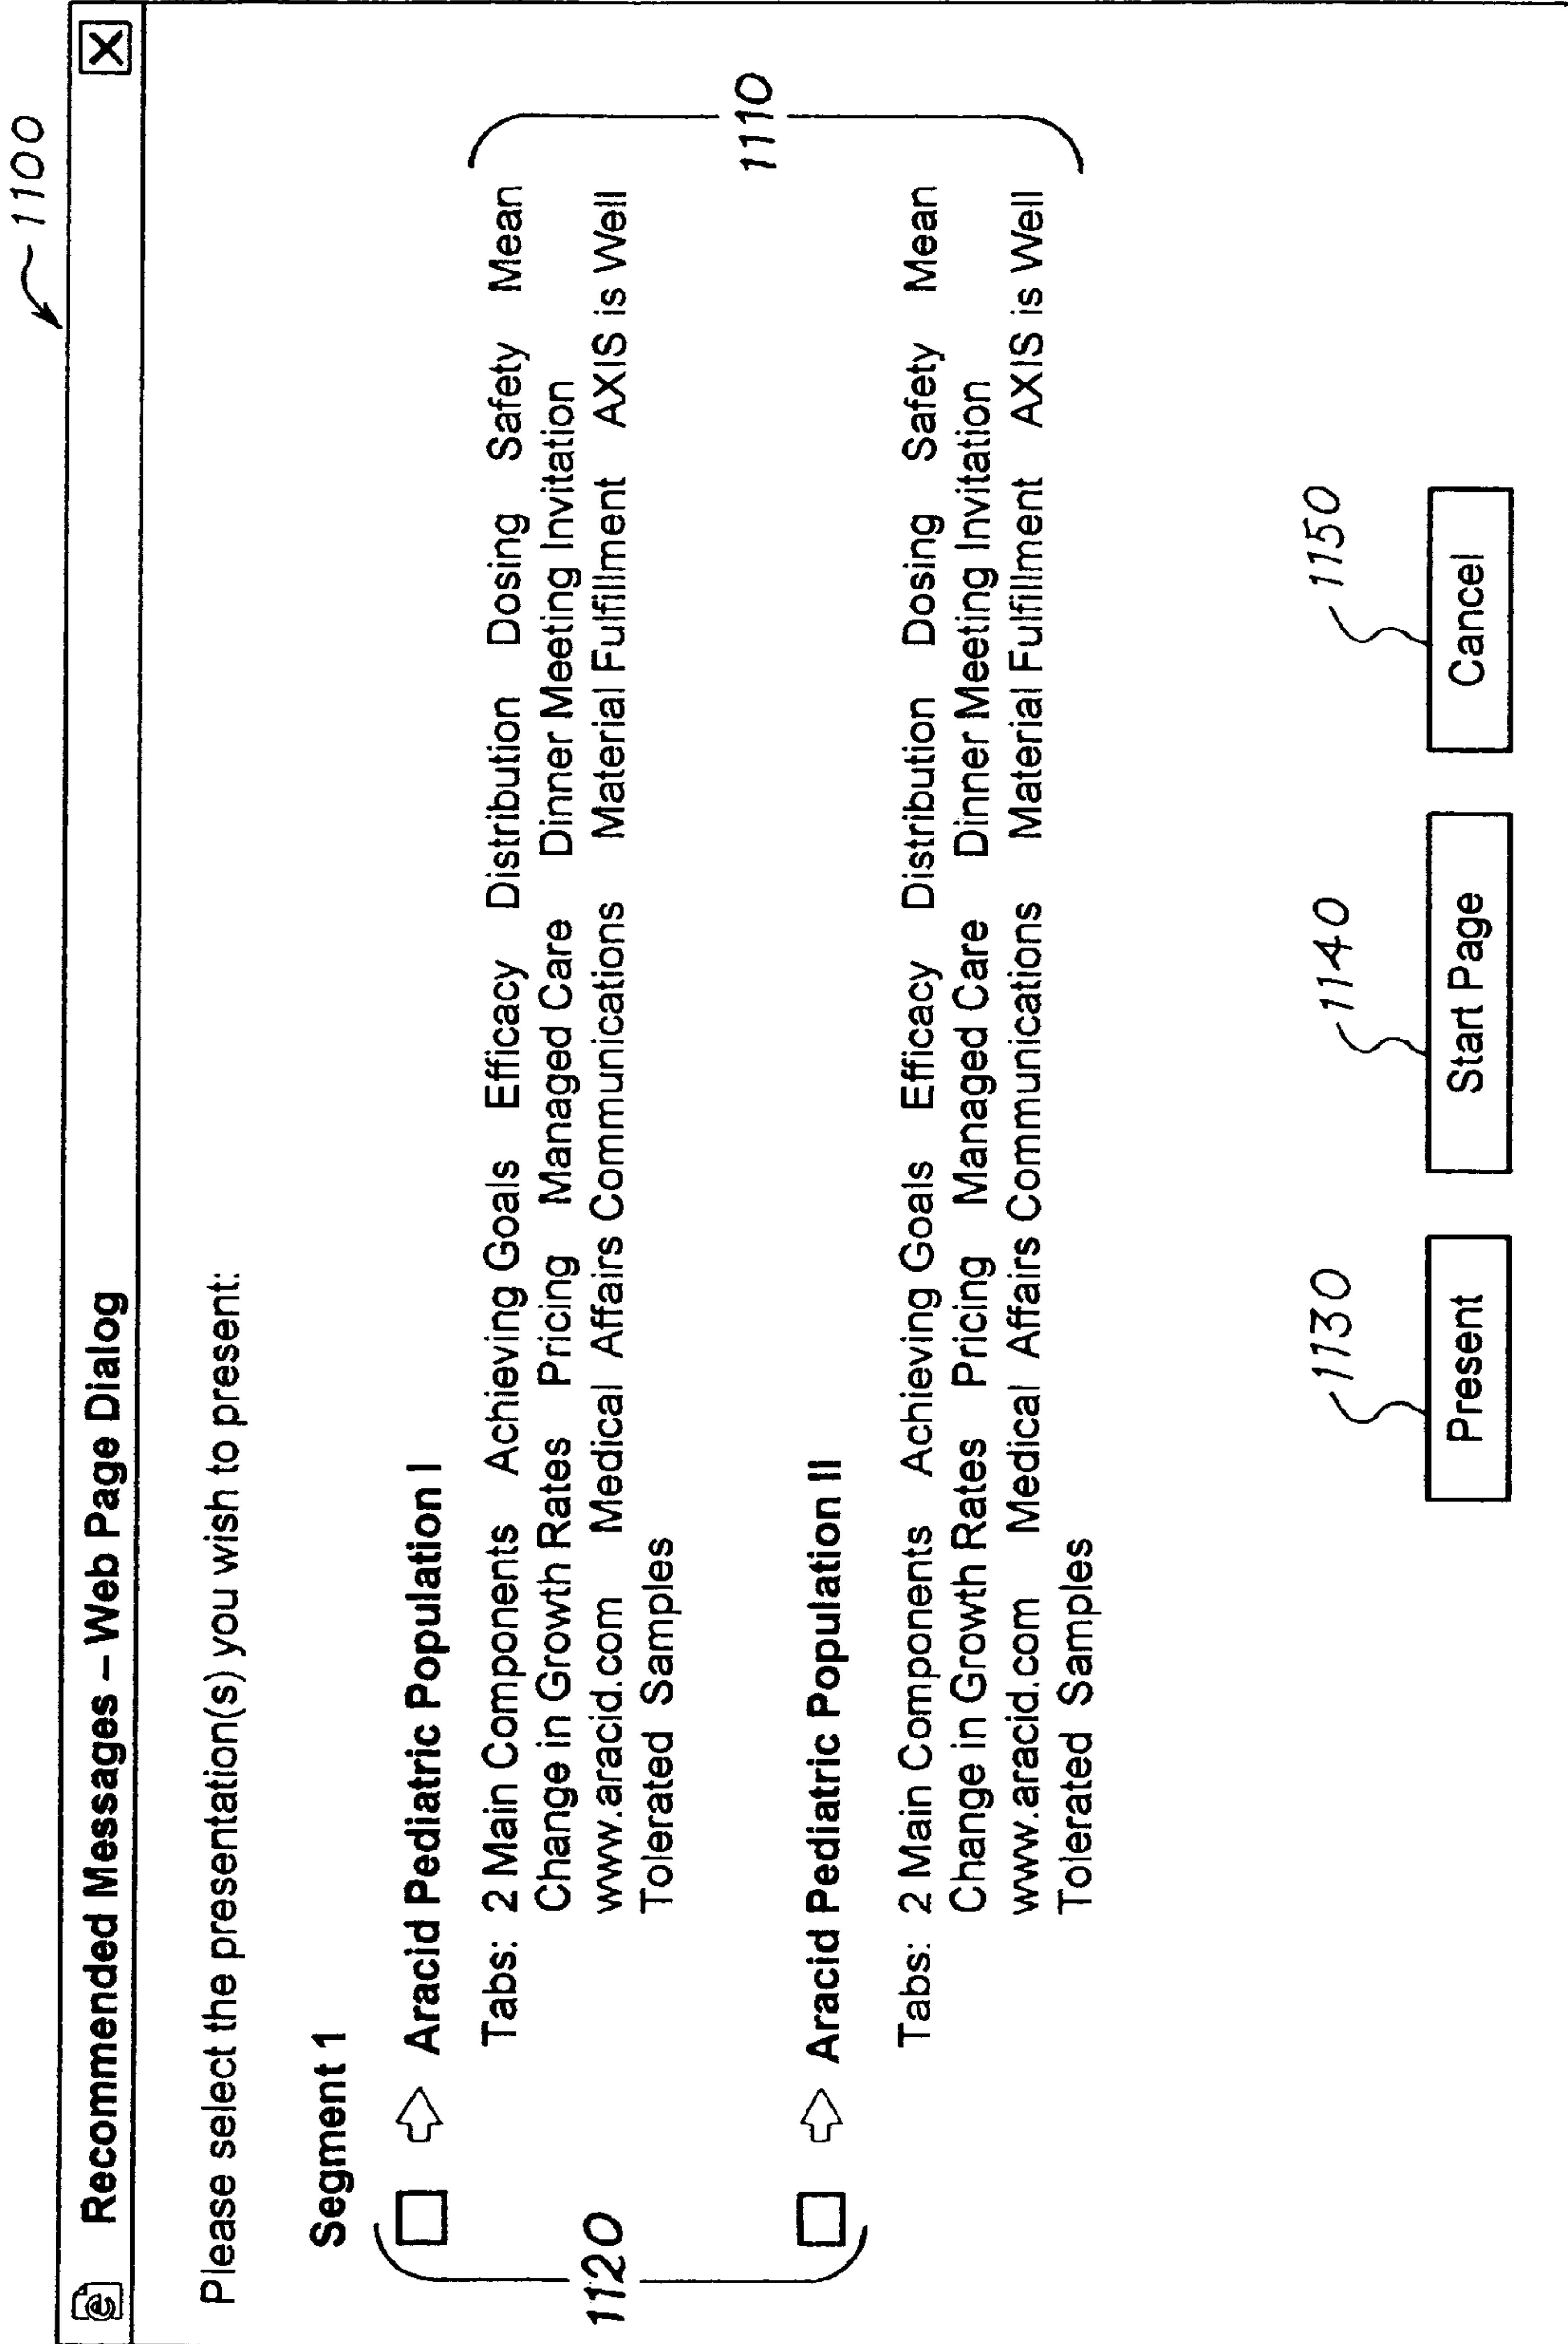 1100
Recommended Messages – Web Page Dialog
Please select the presentation(s) you wish to present:
Segment 1
Aracid Pediatric Population I
Tabs: 2 Main Components Achieving Goals Efficacy Distribution Dosing Safety Mean
Change in Growth Rates Pricing Managed Care Dinner Meeting Invitation
www.aracid.com Medical Affairs Communications Material Fulfillment AXIS is Well
Tolerated Samples
1110
1120
Aracid Pediatric Population II
Tabs: 2 Main Components Achieving Goals Efficacy Distribution Dosing Safety Mean
Change in Growth Rates Pricing Managed Care Dinner Meeting Invitation
www.aracid.com Medical Affairs Communications Material Fulfillment AXIS is Well
Tolerated Samples
1130 1140 1150
Present Start Page Cancel